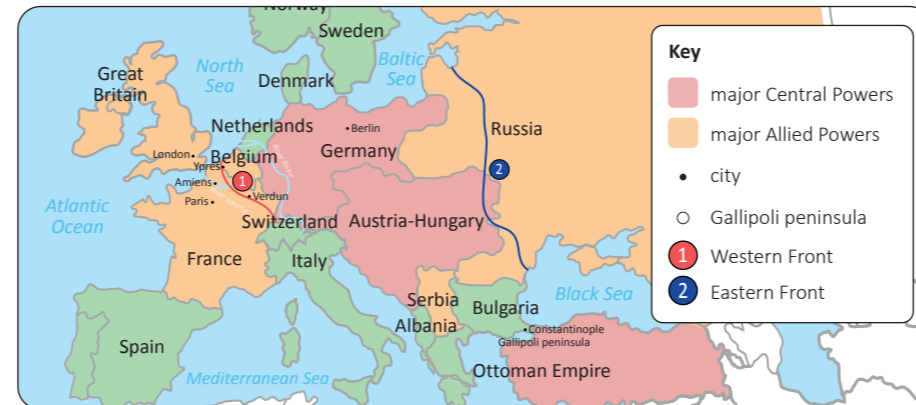 Norway
Sweden
Baltic
Sea
North
Sea
Great
Britain
Denmark
Netherlands
Berlin
Russia
London
Belgium
Germany
River Rhine
Ypres
1
2
Amiens
Verdun
Paris
Atlantic
Ocean
Switzerland
Austria-Hungary
France
Italy
Serbia
Bulgaria
Black Sea
Albania
Constantinople
Gallipoli peninsula
Spain
Mediterranean Sea
Ottoman Empire
Key
major Central Powers
major Allied Powers
city
Gallipoli peninsula
1 Western Front
2 Eastern Front